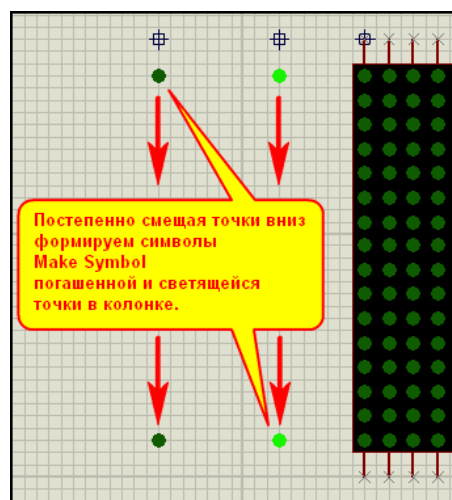 Постепенно смещая точки вниз
формируем символы
Make Symbol
погашенной и светящейся
точки в колонке.